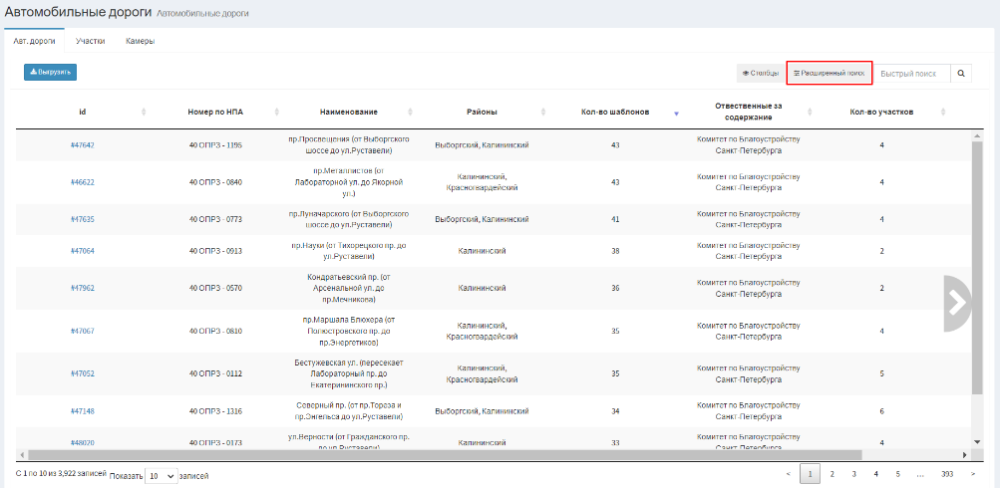 Автомобильные дороги Автомобильные дороги
Авт. дороги Участки Камеры
Выгрузить Столбцы Расширенный поиск Быстрый поиск
id Номер по НПА Наименование Районы Кол-во шаблонов Отвественные за содержание Кол-во участков
#47642 40 ОПРЗ - 1195 пр.Просвещения (от Выборгского шоссе до ул.Руставели) Выборгский, Калининский 43 Комитет по Благоустройству Санкт-Петербурга 4
#46622 40 ОПРЗ - 0840 пр.Металлистов (от Лабораторной ул. до Якорной ул.) Калининский, Красногвардейский 43 Комитет по Благоустройству Санкт-Петербурга 4
#47635 40 ОПРЗ - 0773 пр.Луначарского (от Выборгского шоссе до ул.Руставели) Выборгский, Калининский 41 Комитет по Благоустройству Санкт-Петербурга 4
#47064 40 ОПРЗ - 0913 пр.Науки (от Тихорецкого пр. до ул.Руставели) Калининский 38 Комитет по Благоустройству Санкт-Петербурга 2
#47962 40 ОПРЗ - 0570 Кондратьевский пр. (от Арсенальной ул. до пр.Мечникова) Калининский 36 Комитет по Благоустройству Санкт-Петербурга 2
#47067 40 ОПРЗ - 0810 пр.Маршала Блюхера (от Полюстровского пр. до пр.Энергетиков) Калининский, Красногвардейский 35 Комитет по Благоустройству Санкт-Петербурга 4
#47052 40 ОПРЗ - 0112 Бестужевская ул. (пересекает Лабораторный пр. до Екатерининского пр.) Калининский, Красногвардейский 35 Комитет по Благоустройству Санкт-Петербурга 5
#47148 40 ОПРЗ - 1316 Северный пр. (от пр.Тореза и пр.Энгельса до ул.Руставели) Выборгский, Калининский 34 Комитет по Благоустройству Санкт-Петербурга 6
#48020 40 ОПРЗ - 0173 ул.Верности (от Гражданского пр. до ул.Руставели) Калининский 33 Комитет по Благоустройству Санкт-Петербурга 4
С 1 по 10 из 3,922 записей Показать 10 записей < 1 2 3 4 5 ... 393 >